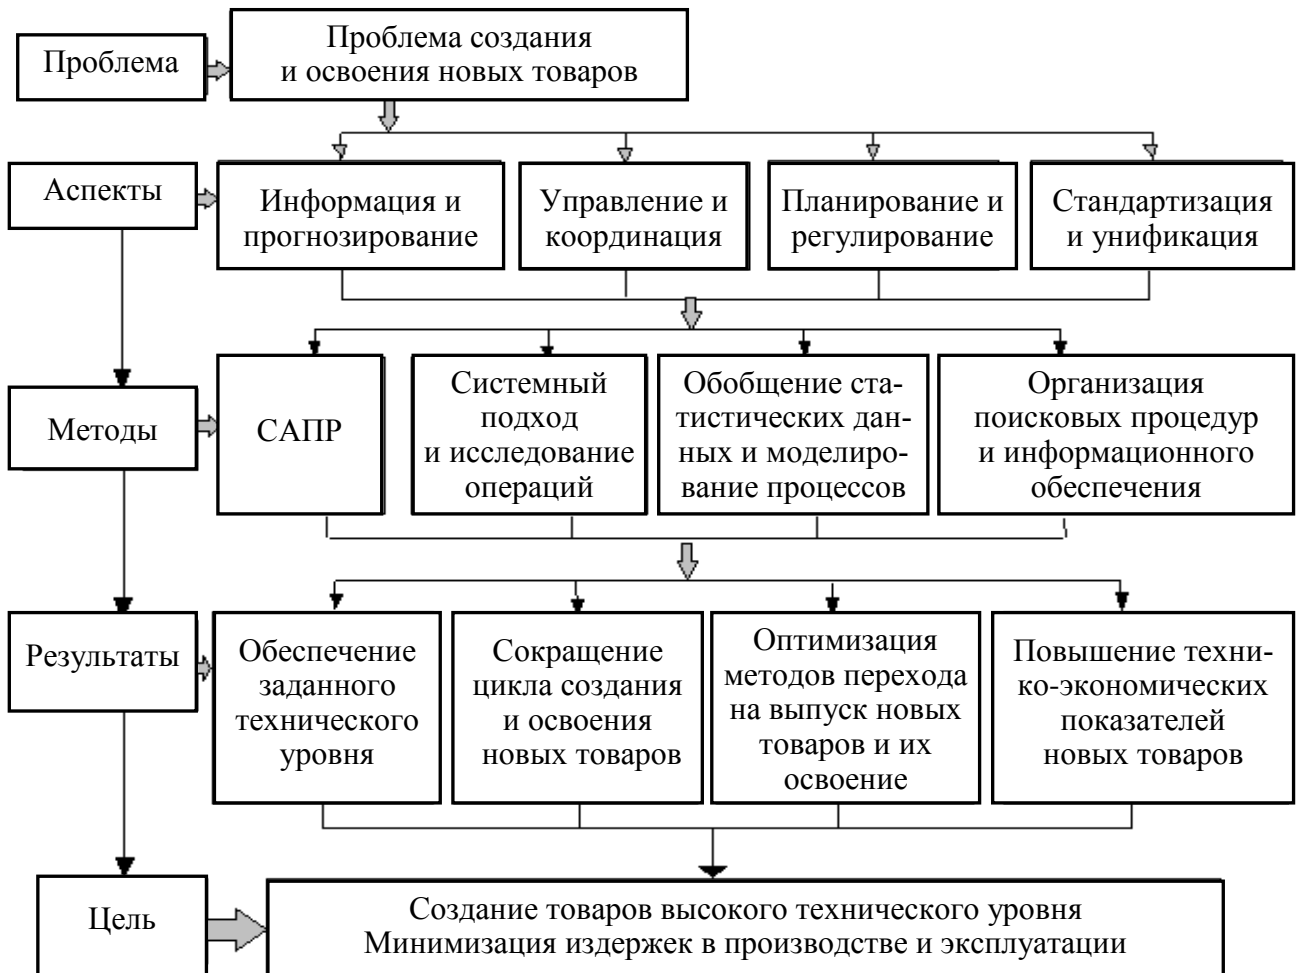 Проблема
Проблема создания
и освоения новых товаров
Аспекты
Информация и
прогнозирование
Управление и
координация
Планирование и
регулирование
Стандартизация
и унификация
Методы
САПР
Системный
подход
и исследование
операций
Обобщение ста-
тистических дан-
ных и моделиро-
вание процессов
Организация
поисковых процедур
и информационного
обеспечения
Результаты
Обеспечение
заданного
технического
уровня
Сокращение
цикла создания
и освоения
новых товаров
Оптимизация
методов перехода
на выпуск новых
товаров и их
освоение
Повышение техни-
ко-экономических
показателей
новых товаров
Цель
Создание товаров высокого технического уровня
Минимизация издержек в производстве и эксплуатации